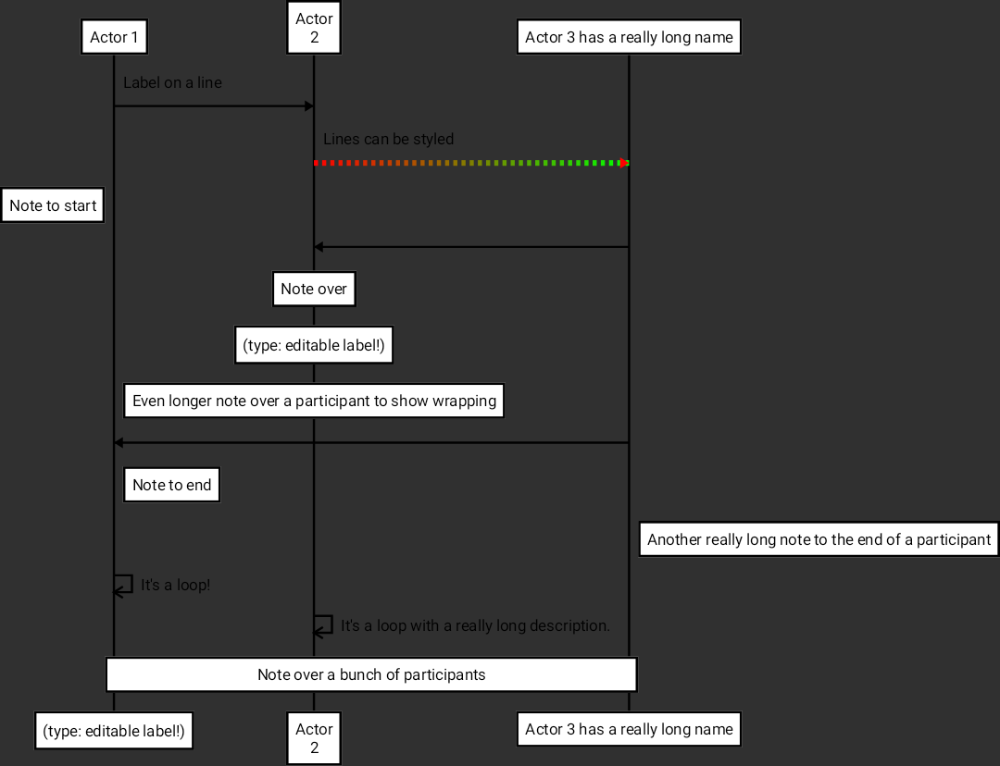 Actor 1
Actor
2
Actor 3 has a really long name
Label on a line
Lines can be styled
Note to start
Note over
(type: editable label!)
Even longer note over a participant to show wrapping
Note to end
Another really long note to the end of a participant
It's a loop!
It's a loop with a really long description.
Note over a bunch of participants
(type: editable label!)
Actor
2
Actor 3 has a really long name